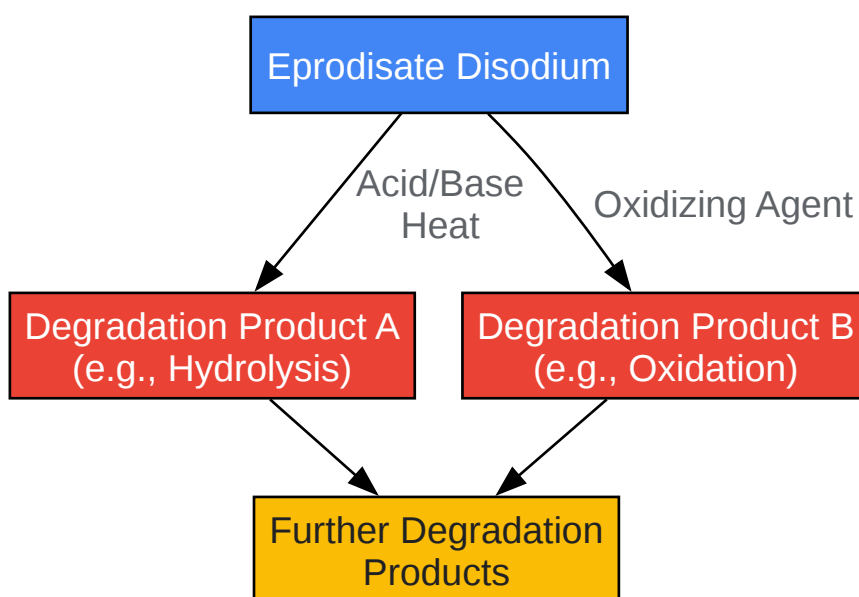 Eprodisate Disodium
Acid/Base
Heat
Oxidizing Agent
Degradation Product A
(e.g., Hydrolysis)
Degradation Product B
(e.g., Oxidation)
Further Degradation
Products